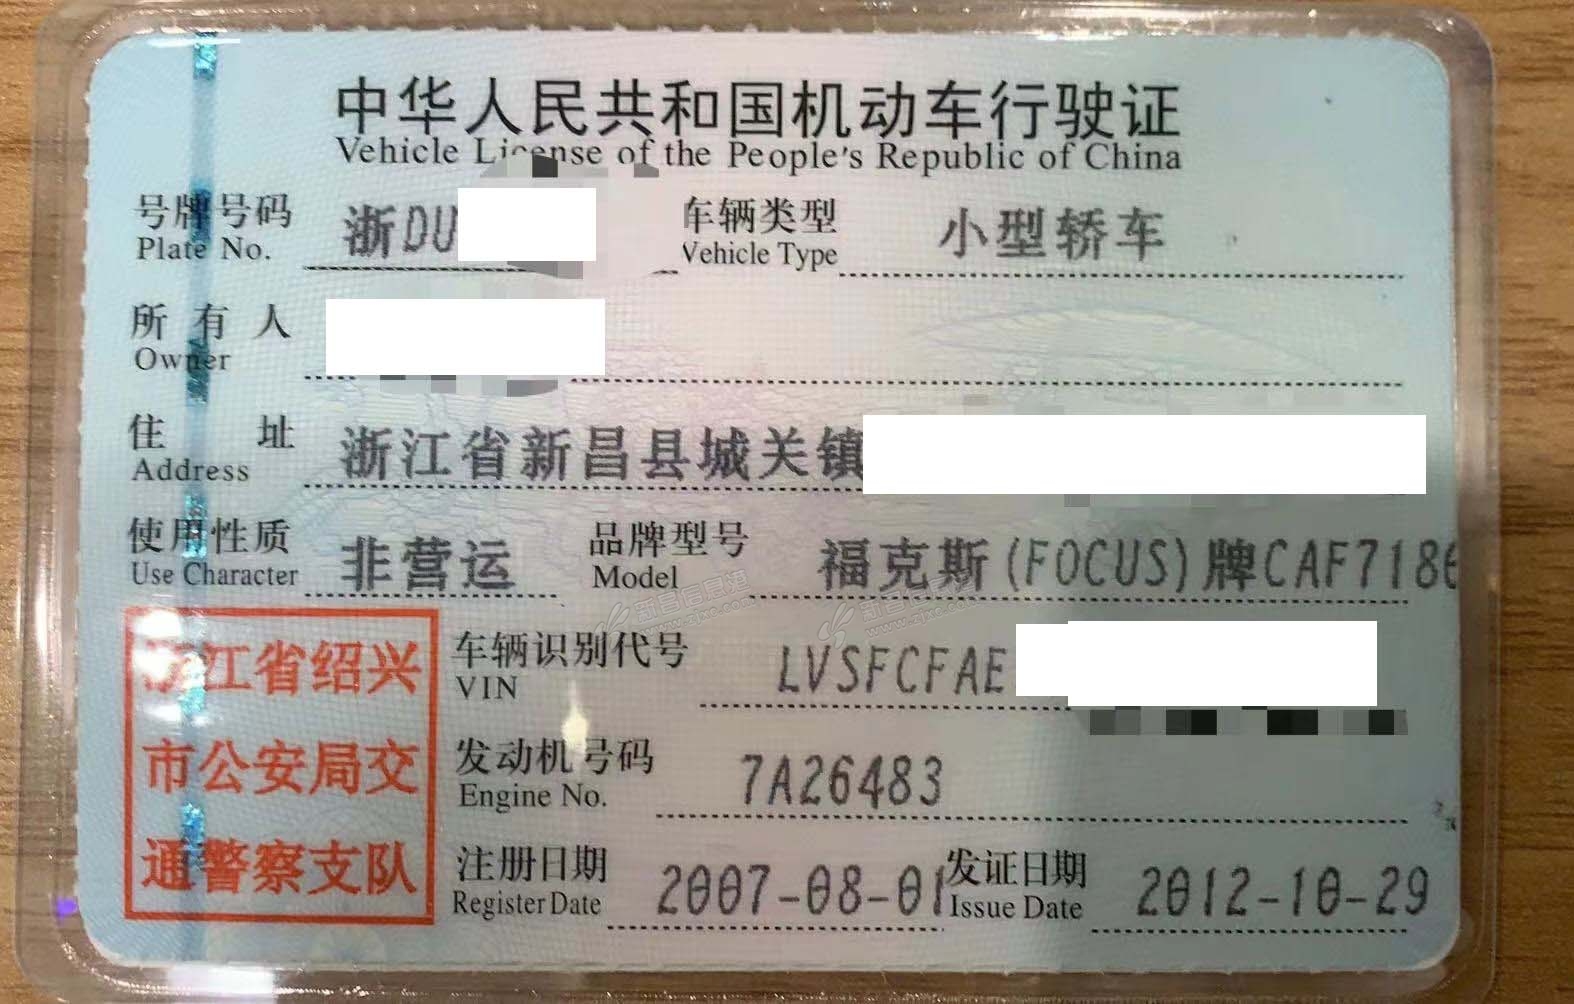 中华人民共和国机动车行驶证
Vehicle License of the People's Republic of China
号牌号码 浙DU 车辆类型 小型轿车
Plate No. Vehicle Type
所有人
Owner
住址 浙江省新昌县城关镇
Address
使用性质 非营运 品牌型号 福克斯(FOCUS)牌CAF7186
Use Character Model
浙江省绍兴
市公安局交
通警察支队
车辆识别代号 LVSFCFAE
VIN
发动机号码 7A26483
Engine No.
注册日期 2007-08-01 发证日期 2012-10-29
Register Date Issue Date